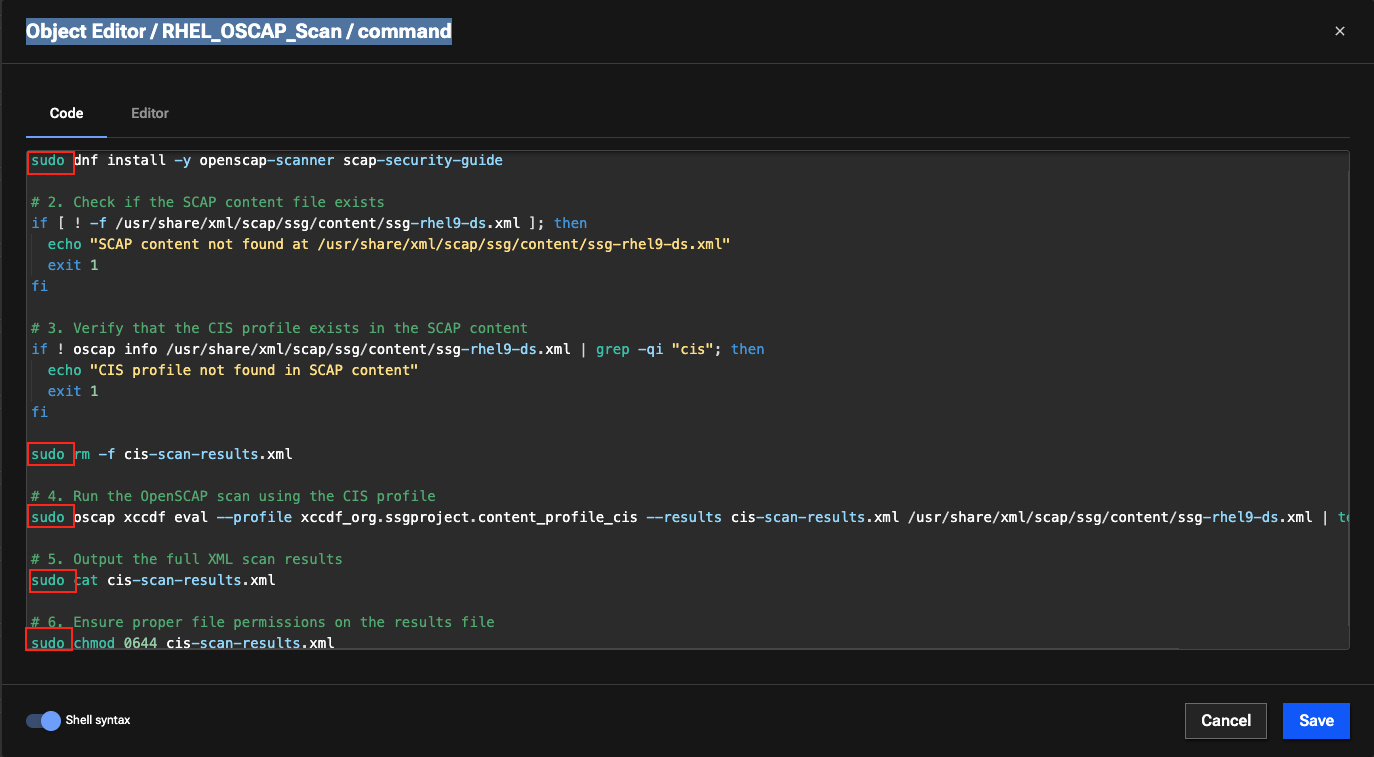 Object Editor / RHEL_OSCAP_Scan / command
Code
Editor
sudo dnf install -y openscap-scanner scap-security-guide
# 2. Check if the SCAP content file exists
if [ ! -f /usr/share/xml/scap/ssg/content/ssg-rhel9-ds.xml ]; then
echo "SCAP content not found at /usr/share/xml/scap/ssg/content/ssg-rhel9-ds.xml"
exit 1
fi
# 3. Verify that the CIS profile exists in the SCAP content
if ! oscap info /usr/share/xml/scap/ssg/content/ssg-rhel9-ds.xml | grep -qi "cis"; then
echo "CIS profile not found in SCAP content"
exit 1
fi
sudo rm -f cis-scan-results.xml
# 4. Run the OpenSCAP scan using the CIS profile
sudo oscap xccdf eval --profile xccdf_org.ssgproject.content_profile_cis --results cis-scan-results.xml /usr/share/xml/scap/ssg/content/ssg-rhel9-ds.xml |
# 5. Output the full XML scan results
sudo cat cis-scan-results.xml
# 6. Ensure proper file permissions on the results file
sudo chmod 0644 cis-scan-results.xml
Shell syntax
Cancel
Save